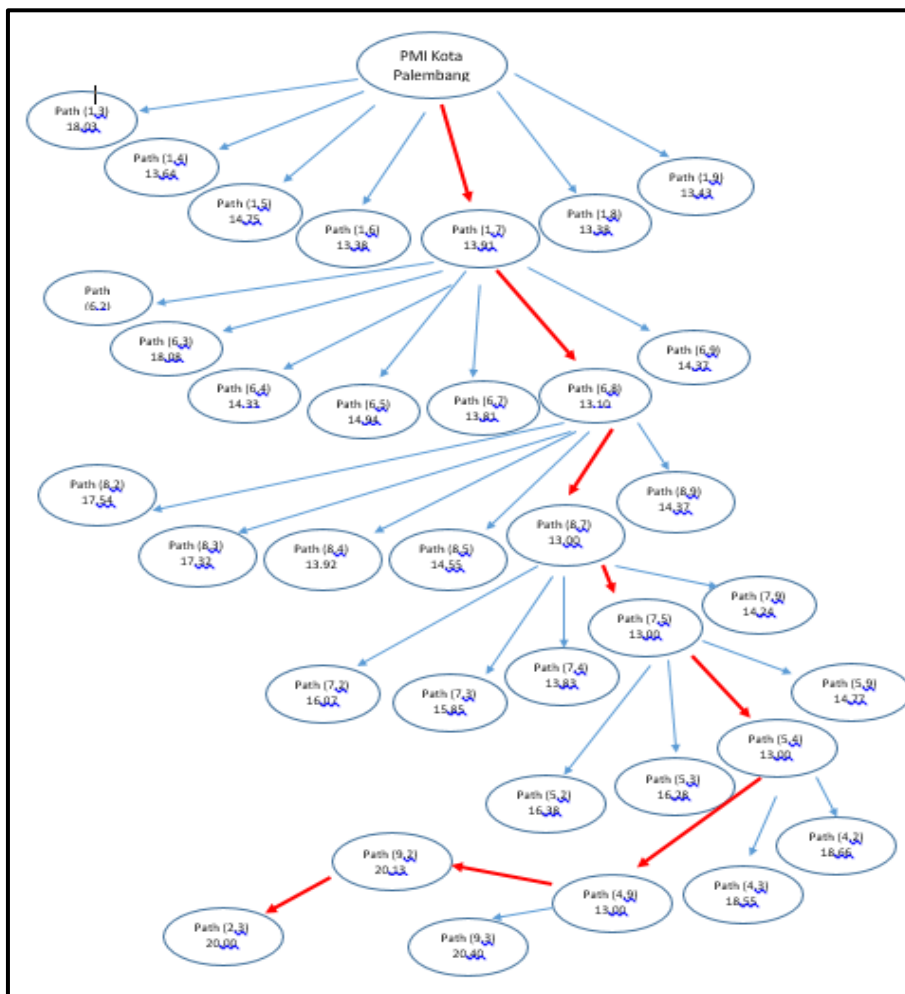 PMI Kota
Palembang
Path (1,3)
18.03
Path (1,4)
13.64
Path (1,5)
14.75
Path (1,6)
13.38
Path (1,7)
13.91
Path (1,8)
13.38
Path (1,9)
13.43
Path
(6,2)
Path (6,3)
18.08
Path (6,4)
14.33
Path (6,5)
14.94
Path (6,7)
13.81
Path (6,8)
13.10
Path (6,9)
14.37
Path (8,2)
17.54
Path (8,3)
17.32
Path (8,4)
13.92
Path (8,5)
14.55
Path (8,7)
13.00
Path (8,9)
14.37
Path (7,2)
16.07
Path (7,3)
15.85
Path (7,4)
13.83
Path (7,5)
13.00
Path (7,9)
14.24
Path (5,2)
16.38
Path (5,3)
16.28
Path (5,4)
13.00
Path (5,9)
14.77
Path (9,2)
20.13
Path (2,3)
20.00
Path (9,3)
20.40
Path (4,9)
13.00
Path (4,3)
18.55
Path (4,2)
18.66